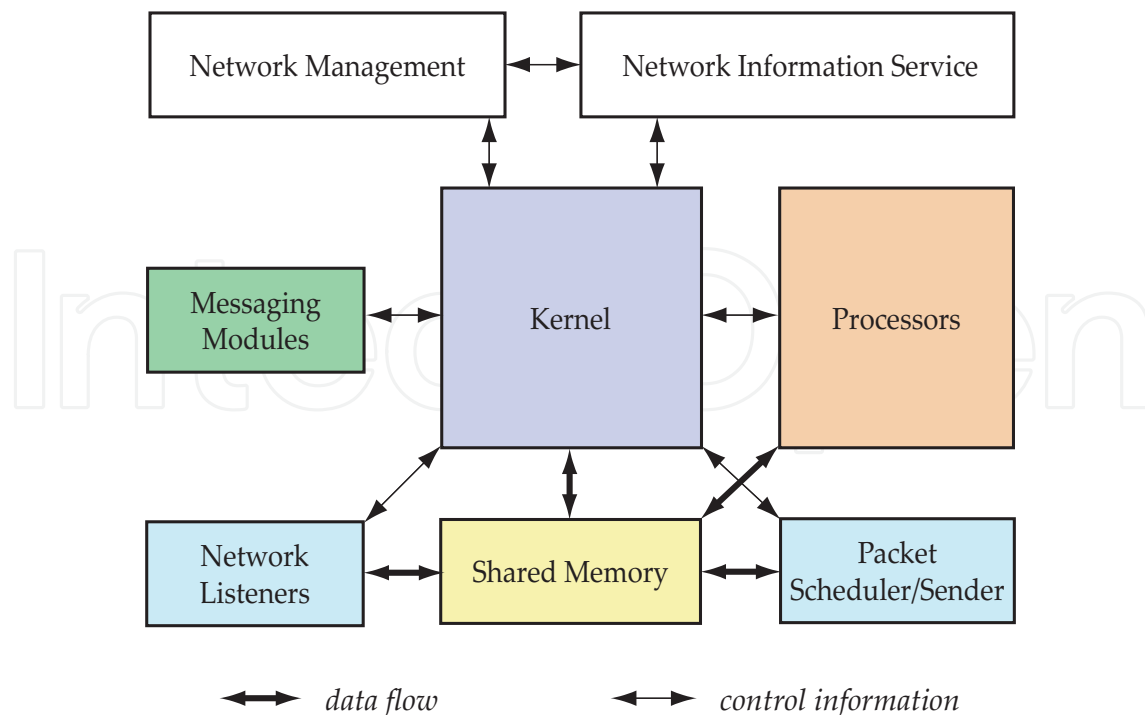 Network Management
Network Information Service
Messaging
Modules
Kernel
Processors
Network
Listeners
Shared Memory
Packet
Scheduler/Sender
data flow
control information
IntechOpen